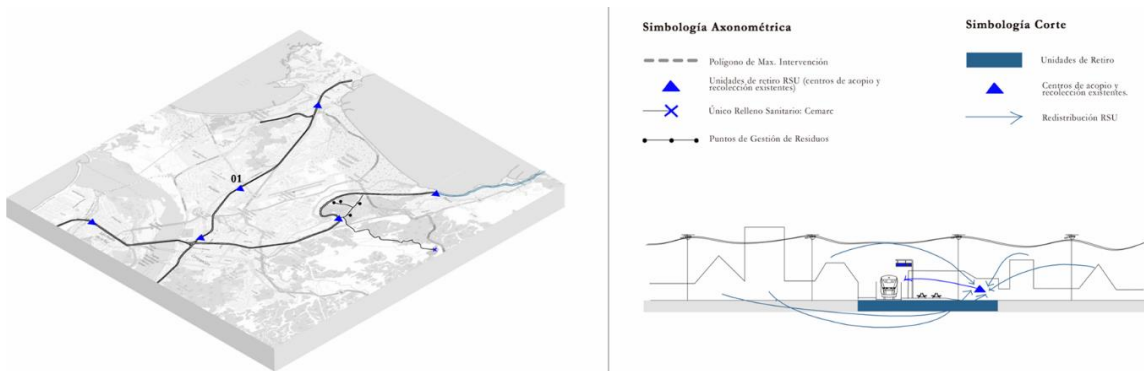 01
Simbología Axonométrica
Polígono de Max. Intervención
Unidades de retiro RSU (centros de acopio y
recolección existentes)
Único Relleno Sanitario: Cemarc
Puntos de Gestión de Residuos
Simbología Corte
Unidades de Retiro
Centros de acopio y
recolección existentes.
Redistribución RSU